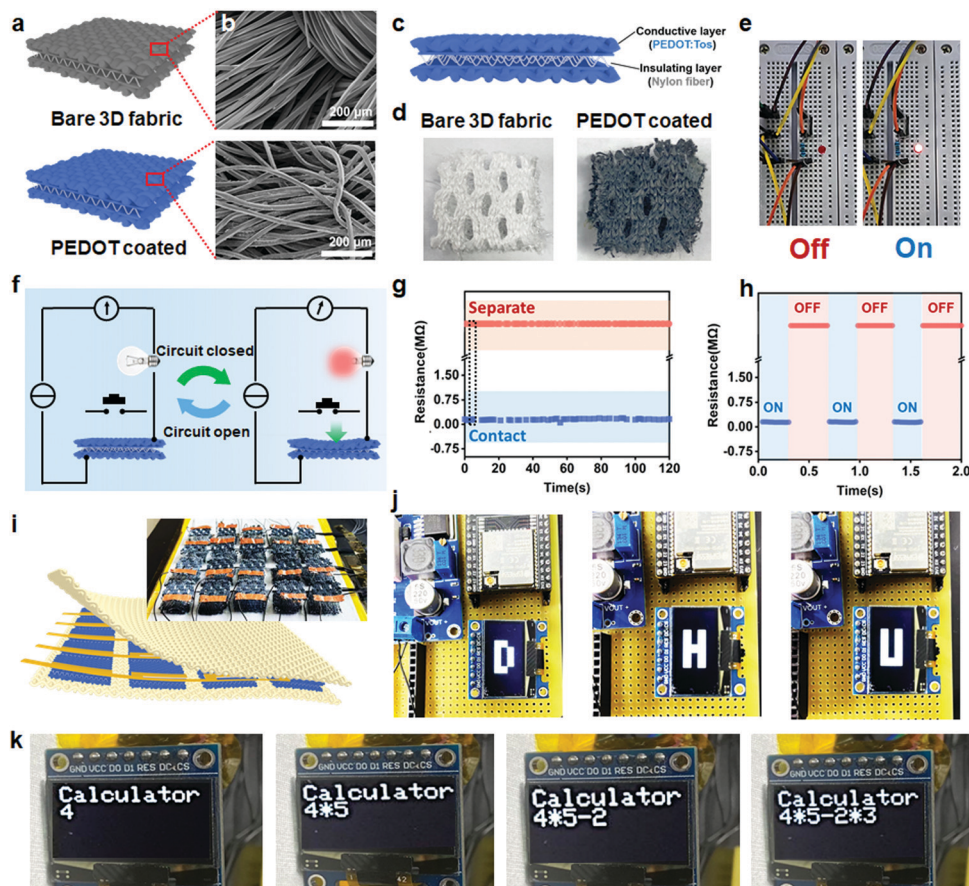 a
Bare 3D fabric
PEDOT coated
b
200 μm
200 μm
c
Conductive layer
(PEDOT:Tos)
Insulating layer
(Nylon fiber)
d
Bare 3D fabric
PEDOT coated
e
Off
On
f
Circuit closed
Circuit open
g
Separate
Contact
Resistance(MΩ)
1.50
0.75
0.00
-0.75
0
20
40
60
80
100
120
Time(s)
h
OFF
OFF
OFF
ON
ON
ON
Resistance(MΩ)
1.50
0.75
0.00
-0.75
0.0
0.5
1.0
1.5
2.0
Time(s)
i
j
220
VOUT +
D
220
VOUT +
H
220
VOUT +
U
k
GND VCC D0 D1 RES DC CS
Calculator
4
GND VCC D0 D1 RES DC CS
Calculator
4*5
GND VCC D0 D1 RES DC CS
Calculator
4*5-2
GND VCC D0 D1 RES DC CS
Calculator
4*5-2*3